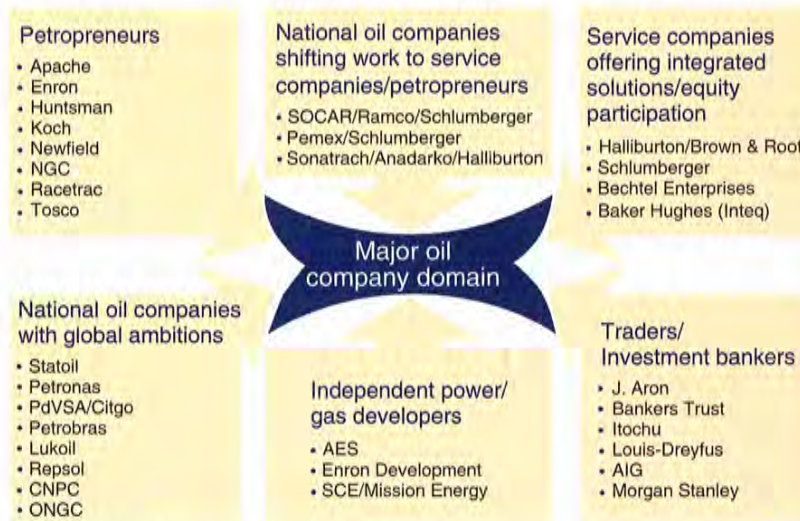 Petropreneurs
• Apache
• Enron
• Huntsman
• Koch
• Newfield
• NGC
• Racetrac
• Tosco
National oil companies
shifting work to service
companies/petropreneurs
• SOCAR/Ramco/Schlumberger
• Pemex/Schlumberger
• Sonatrach/Anadarko/Halliburton
Service companies
offering integrated
solutions/equity
participation
• Halliburton/Brown & Root
• Schlumberger
• Bechtel Enterprises
• Baker Hughes (Inteq)
Major oil
company domain
National oil companies
with global ambitions
• Statoil
• Petronas
• PdVSA/Citgo
• Petrobras
• Lukoil
• Repsol
• CNPC
• ONGC
Independent power/
gas developers
• AES
• Enron Development
• SCE/Mission Energy
Traders/
Investment bankers
• J. Aron
• Bankers Trust
• Itochu
• Louis-Dreyfus
• AIG
• Morgan Stanley